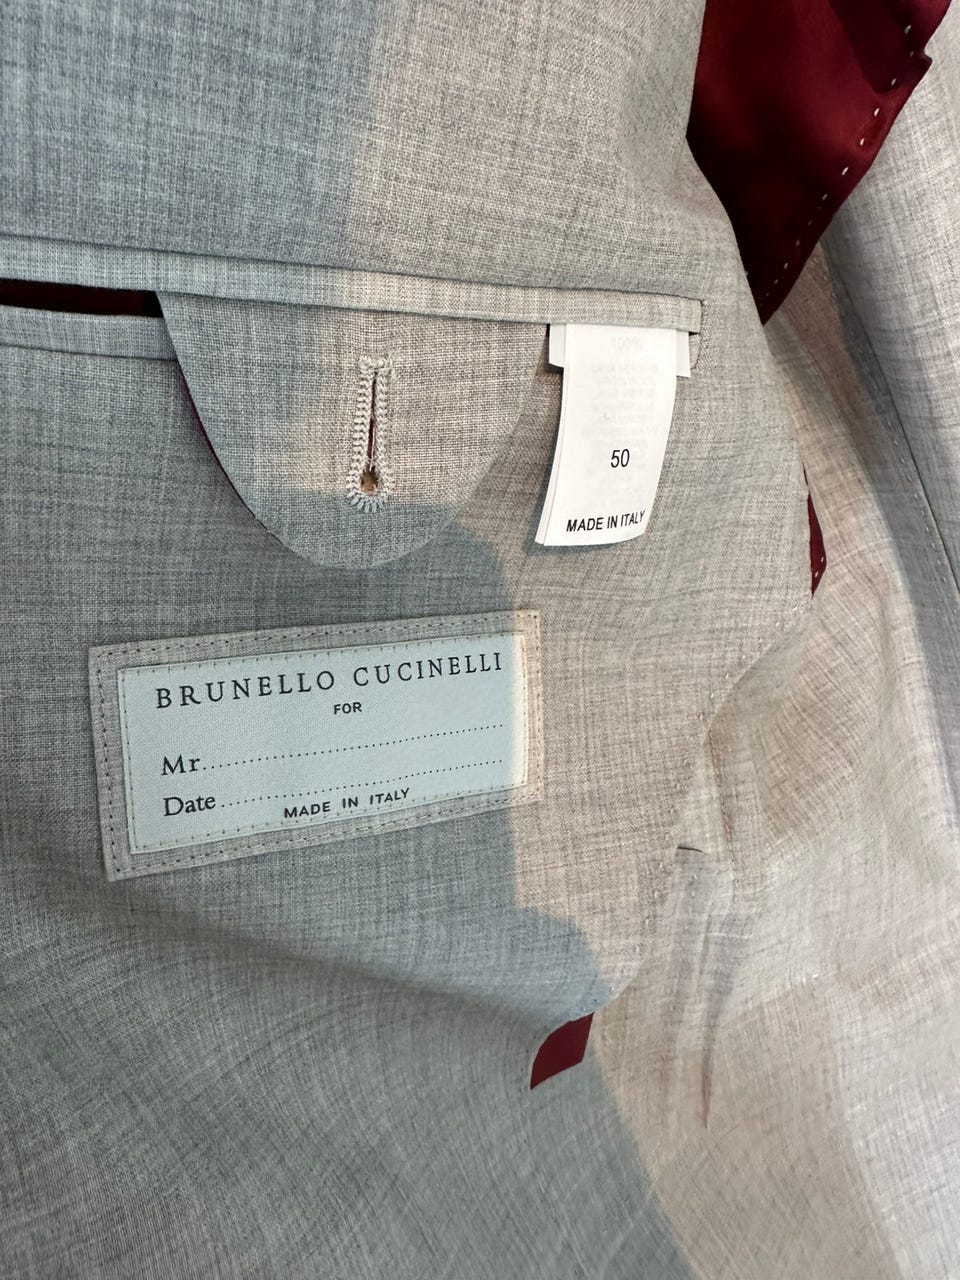 100%
50
MADE IN ITALY
BRUNELLO CUCINELLI
FOR
Mr.......................................................
Date...................................................
MADE IN ITALY